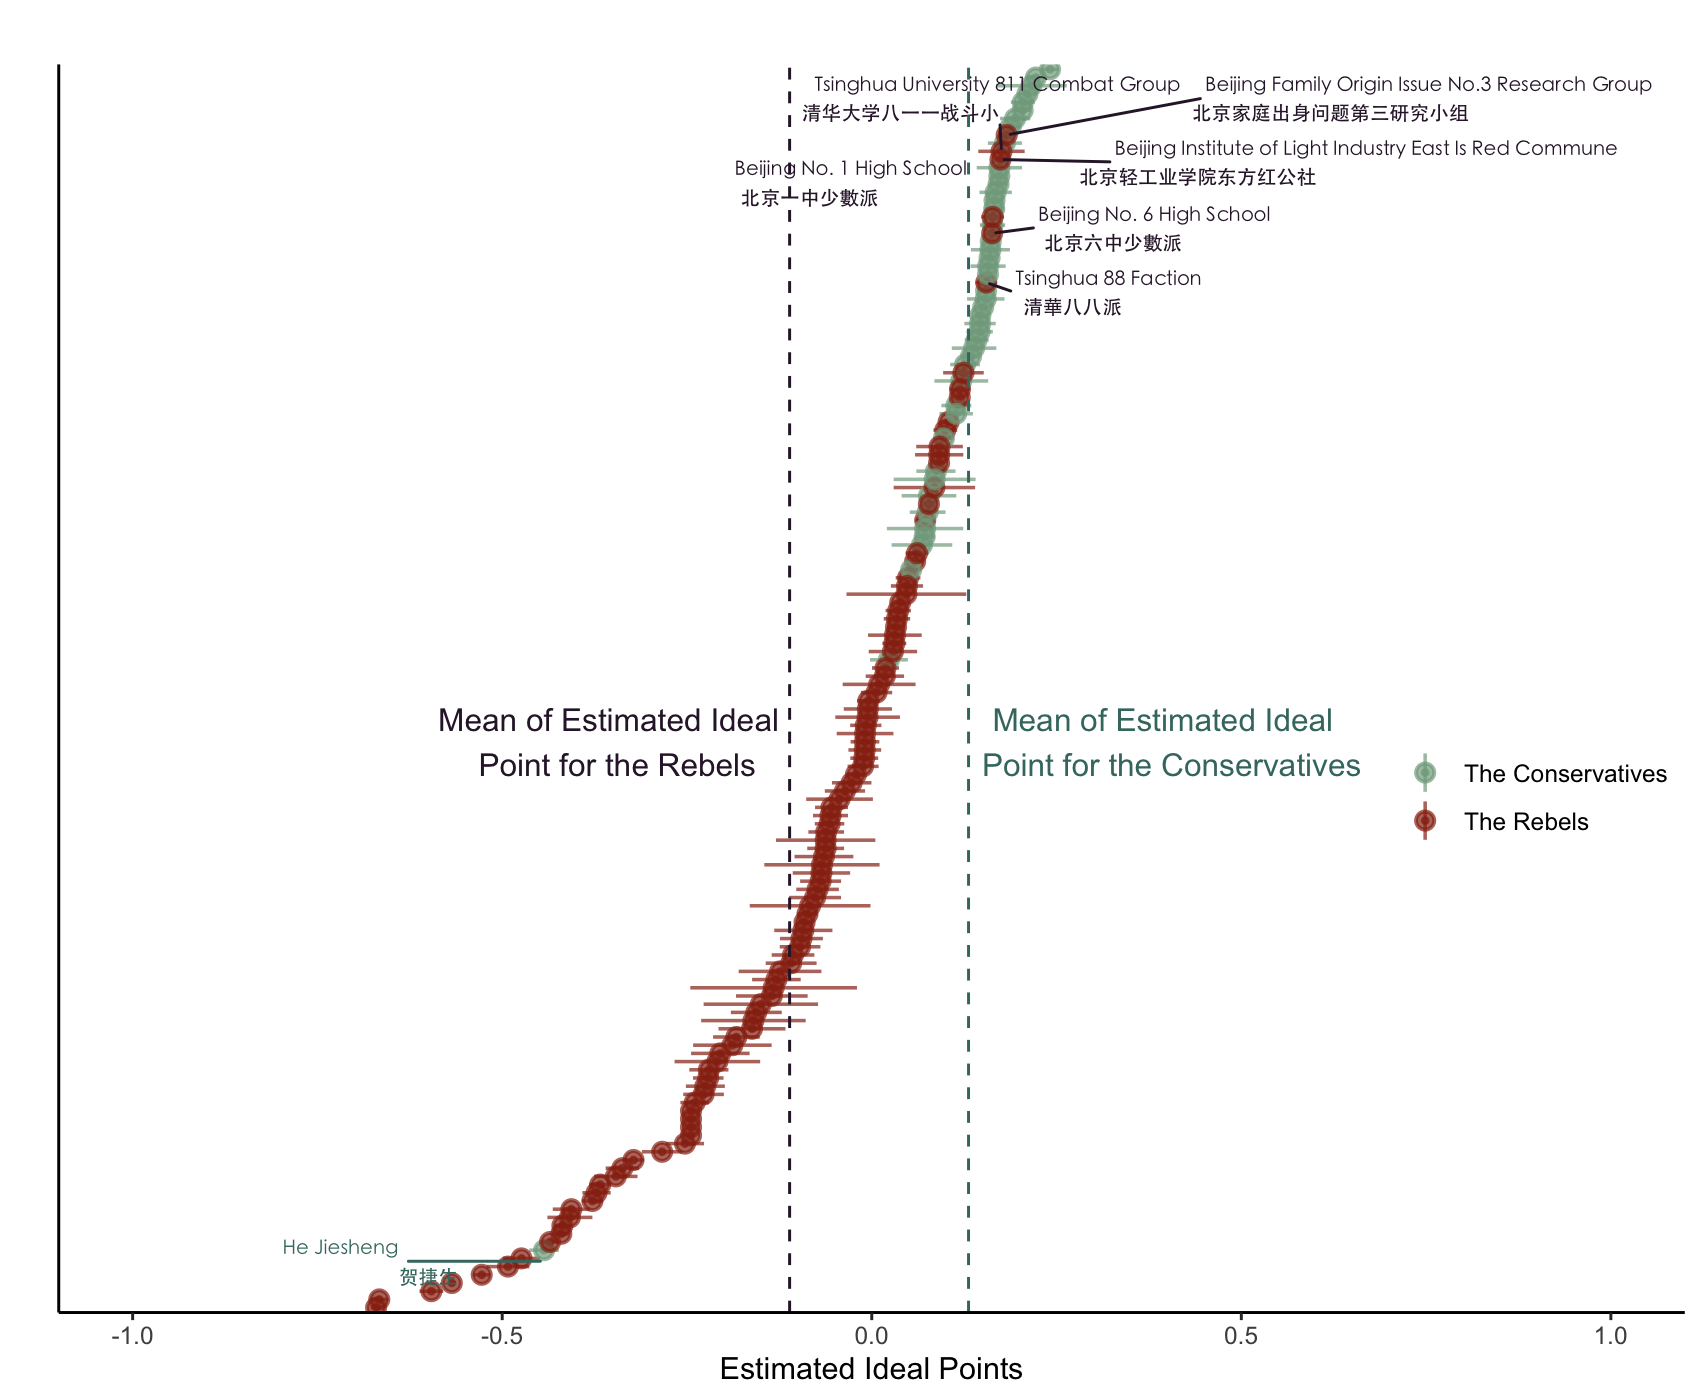 Tsinghua University 811 Combat Group
清华大学八一一战斗小
Beijing Family Origin Issue No.3 Research Group
北京家庭出身问题第三研究小组
Beijing Institute of Light Industry East Is Red Commune
北京轻工业学院东方红公社
Beijing No. 1 High School
北京一中少數派
Beijing No. 6 High School
北京六中少數派
Tsinghua 88 Faction
清華八八派
Mean of Estimated Ideal
Point for the Rebels
Mean of Estimated Ideal
Point for the Conservatives
The Conservatives
The Rebels
He Jiesheng
贺捷生
-1.0
-0.5
0.0
0.5
1.0
Estimated Ideal Points